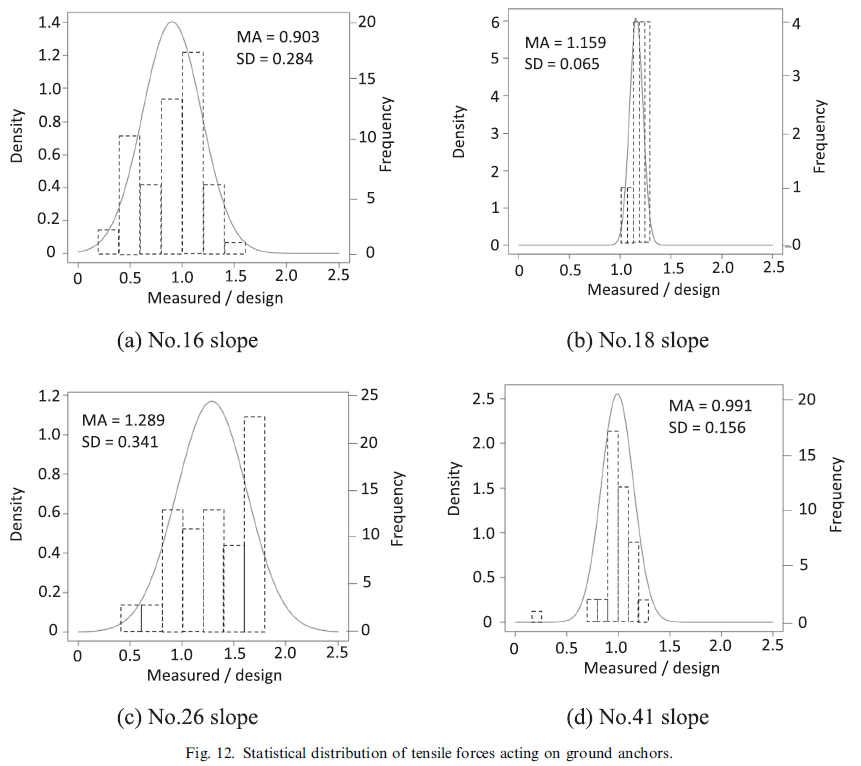 1.4
1.2
1.0
0.8
0.6
0.4
0.2
0
Density
MA = 0.903
SD = 0.284
20
15
10
5
0
Frequency
0 0.5 1.0 1.5 2.0 2.5
Measured / design
(a) No.16 slope
6
5
4
3
2
1
0
Density
MA = 1.159
SD = 0.065
4
3
2
1
0
Frequency
0 0.5 1.0 1.5 2.0 2.5
Measured / design
(b) No.18 slope
1.2
1.0
0.8
0.6
0.4
0.2
0
Density
MA = 1.289
SD = 0.341
25
20
15
10
5
0
Frequency
0 0.5 1.0 1.5 2.0 2.5
Measured / design
(c) No.26 slope
2.5
2.0
1.5
1.0
0.5
0
Density
MA = 0.991
SD = 0.156
20
15
10
5
0
Frequency
0 0.5 1.0 1.5 2.0 2.5
Measured / design
(d) No.41 slope
Fig. 12. Statistical distribution of tensile forces acting on ground anchors.